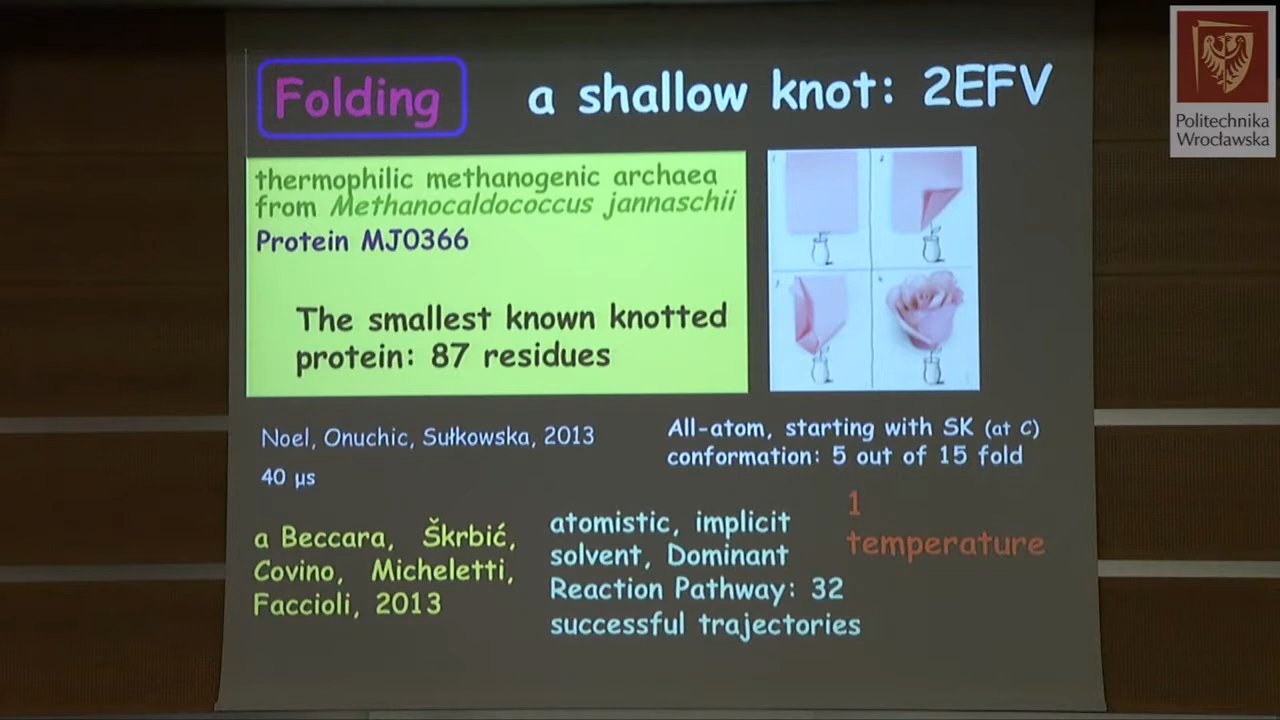 Folding
a shallow knot: 2EFV
thermophilic methanogenic archaea
from Methanocaldococcus jannaschii
Protein MJ0366
The smallest known knotted
protein: 87 residues
Noel, Onuchic, Sułkowska, 2013
40 μs
All-atom, starting with SK (at C)
conformation: 5 out of 15 fold
a Beccara, Škrbić,
Covino, Micheletti,
Faccioli, 2013
atomistic, implicit
solvent, Dominant
Reaction Pathway: 32
successful trajectories
1
temperature
Politechnika
Wrocławska